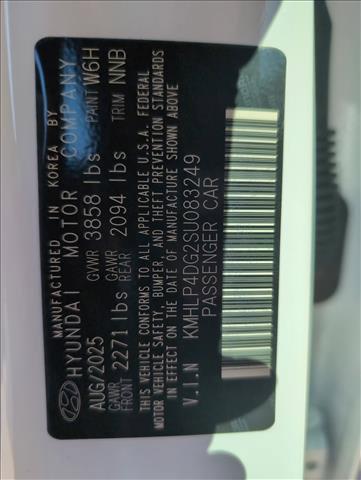 MANUFACTURED IN KOREA BY
HYUNDAI MOTOR COMPANY
AUG/2025 GVWR 3858 lbs PAINT W6H
GAWR FRONT 2271 lbs GAWR REAR 2094 lbs TRIM NNB
THIS VEHICLE CONFORMS TO ALL APPLICABLE U.S.A. FEDERAL
MOTOR VEHICLE SAFETY, BUMPER, AND THEFT PREVENTION STANDARDS
IN EFFECT ON THE DATE OF MANUFACTURE SHOWN ABOVE
V.I.N KMHLP4DG2SU083249
PASSENGER CAR